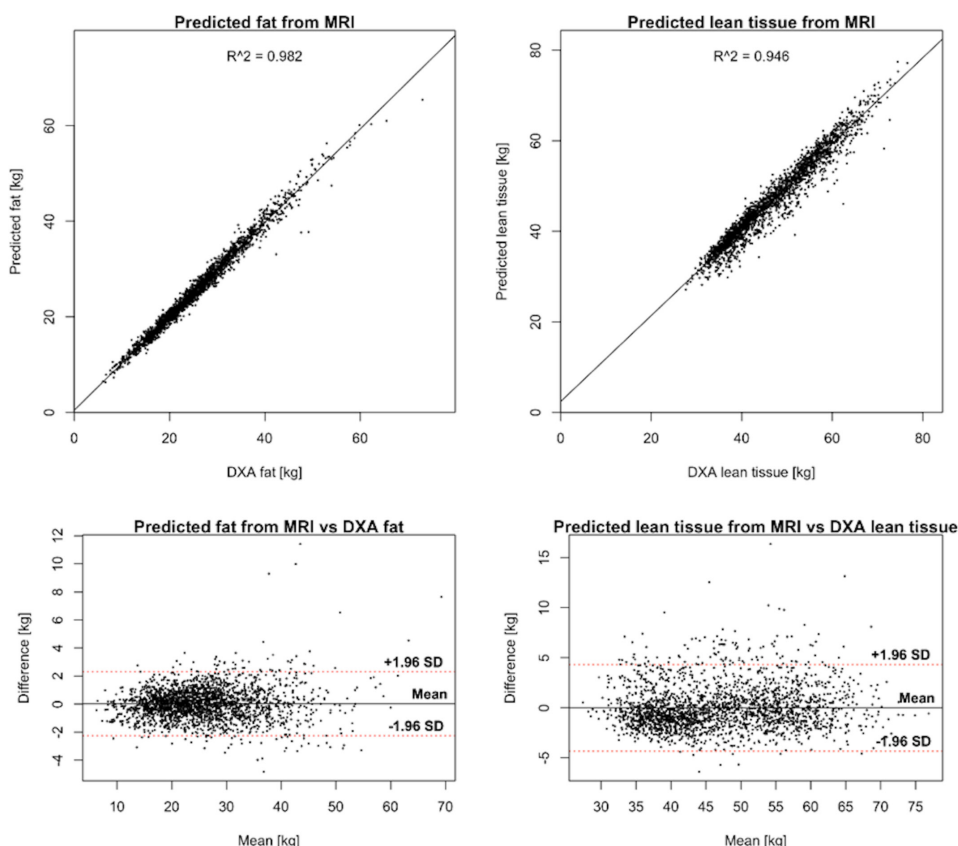 Predicted fat from MRI
R^2 = 0.982
60
40
20
0
Predicted fat [kg]
0 20 40 60
DXA fat [kg]
Predicted lean tissue from MRI
R^2 = 0.946
80
60
40
20
0
Predicted lean tissue [kg]
0 20 40 60 80
DXA lean tissue [kg]
Predicted fat from MRI vs DXA fat
12
10
8
6
4
2
0
-2
-4
Difference [kg]
+1.96 SD
Mean
-1.96 SD
10 20 30 40 50 60 70
Mean [kg]
Predicted lean tissue from MRI vs DXA lean tissue
15
10
5
0
-5
Difference [kg]
+1.96 SD
Mean
-1.96 SD
30 35 40 45 50 55 60 65 70 75
Mean [kg]